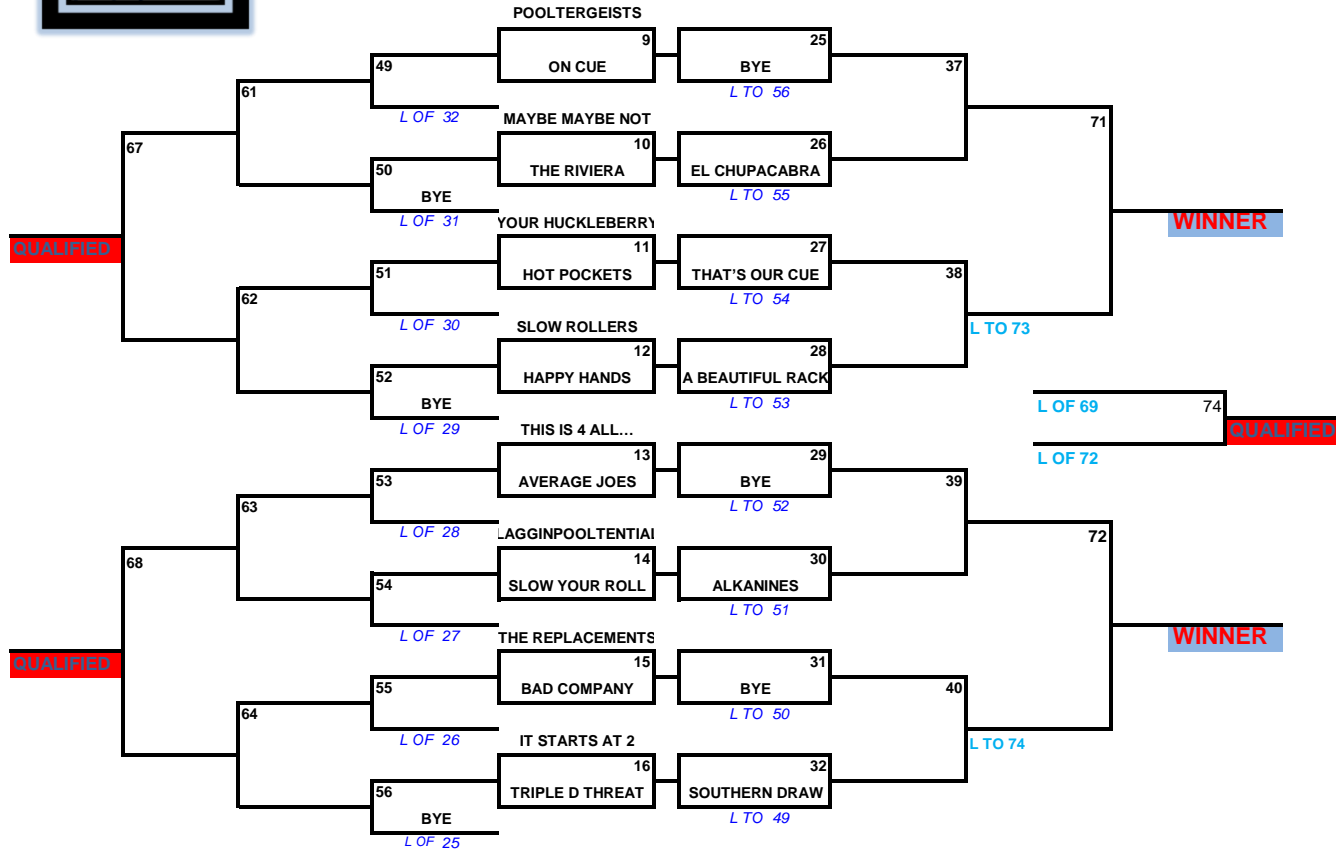 POOLTERGEISTS
9 25
49 ON CUE BYE 37
61 L TO 56
L OF 32 MAYBE MAYBE NOT 71
67 10 26
50 THE RIVIERA EL CHUPACABRA
BYE L TO 55
L OF 31 YOUR HUCKLEBERRY WINNER
QUALIFIED 11 27
51 HOT POCKETS THAT'S OUR CUE 38
62 L TO 54
L OF 30 SLOW ROLLERS L TO 73
12 28
52 HAPPY HANDS A BEAUTIFUL RACK
BYE L TO 53 L OF 69 74
L OF 29 THIS IS 4 ALL... QUALIFIED
13 29 L OF 72
53 AVERAGE JOES BYE 39
63 L TO 52
L OF 28 LAGGINPOOLTENTIAL 72
68 14 30
54 SLOW YOUR ROLL ALKANINES
L TO 51
L OF 27 THE REPLACEMENTS WINNER
QUALIFIED 15 31
55 BAD COMPANY BYE 40
64 L TO 50
L OF 26 IT STARTS AT 2 L TO 74
16 32
56 TRIPLE D THREAT SOUTHERN DRAW
BYE L TO 49
L OF 25